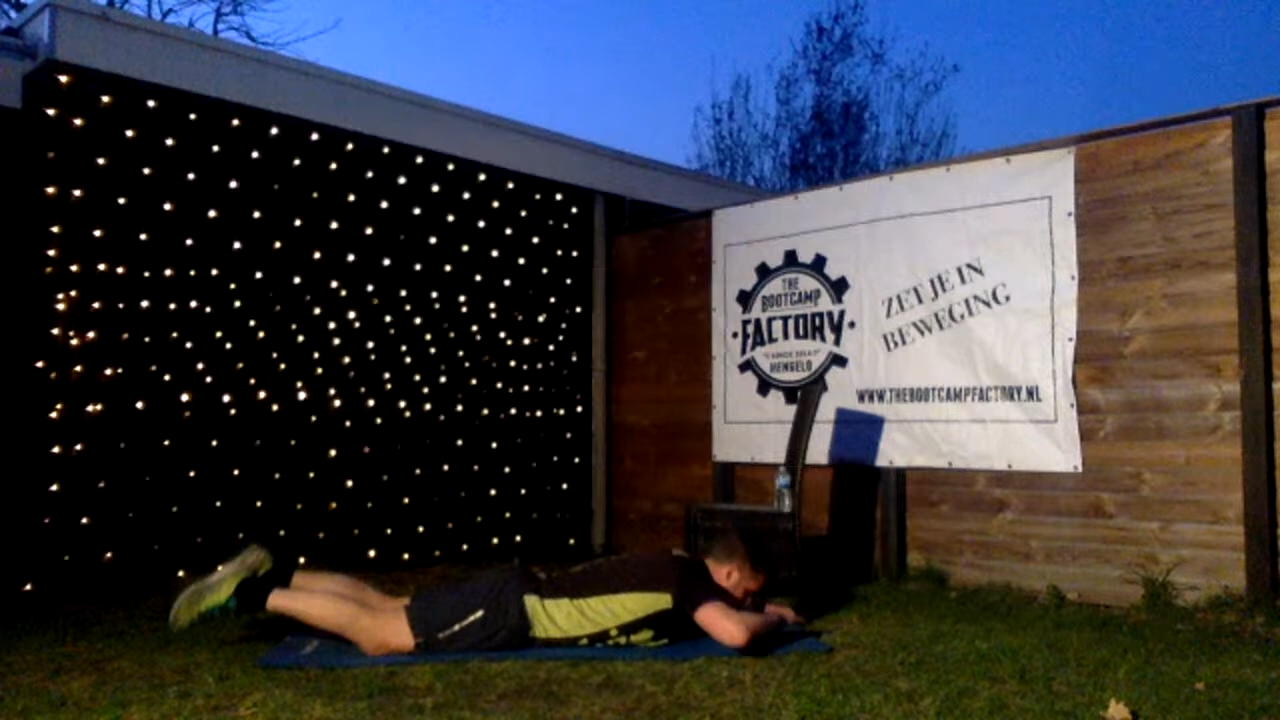 THE
BOOTCAMP
FACTORY
HENGELO
ZET JE IN
BEWEGING
WWW.THEBOOTCAMPFACTORY.NL